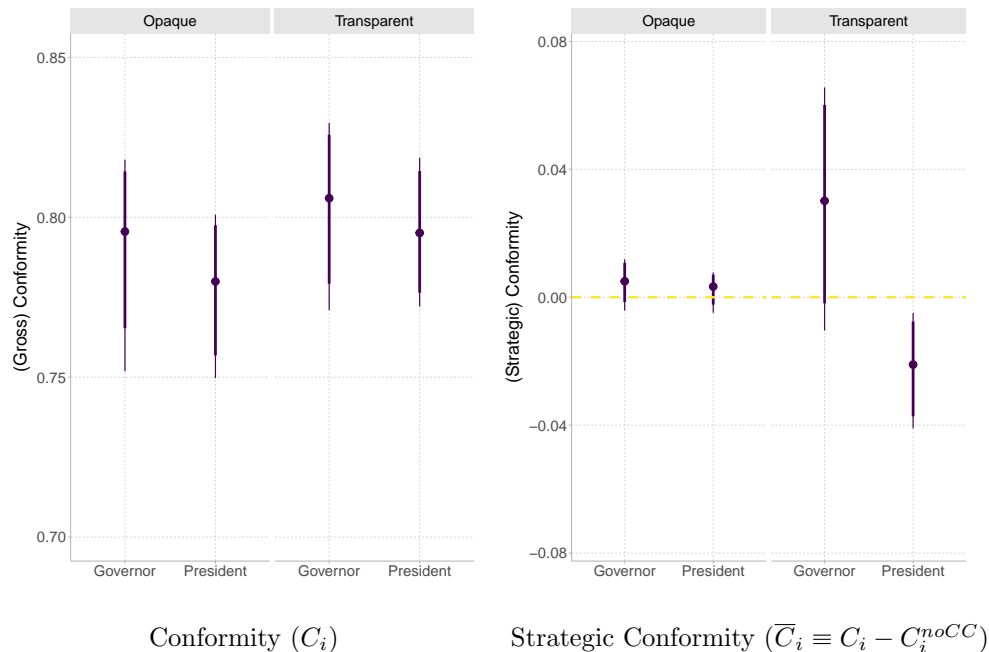 Opaque Transparent
(Gross) Conformity
0.85
0.80
0.75
0.70
Governor President Governor President
Conformity (C_i)
Opaque Transparent
(Strategic) Conformity
0.08
0.04
0.00
−0.04
−0.08
Governor President Governor President
Strategic Conformity (\overline{C}_i ≡ C_i − C_i^{noCC})